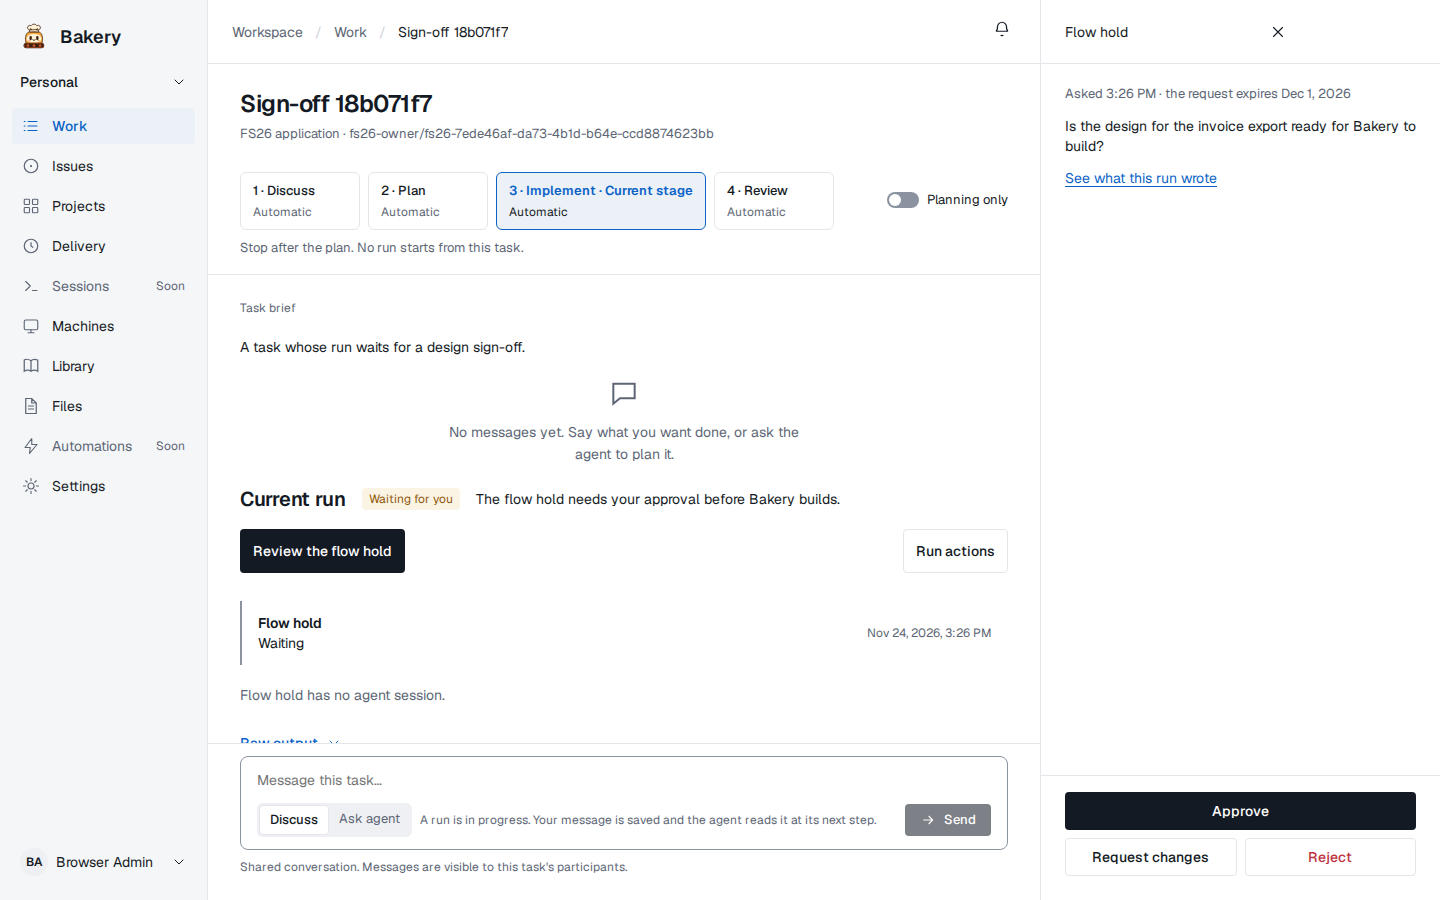 Bakery
Personal
Work
Issues
Projects
Delivery
Sessions Soon
Machines
Library
Files
Automations Soon
Settings
BA Browser Admin
Workspace / Work / Sign-off 18b071f7
Sign-off 18b071f7
FS26 application · fs26-owner/fs26-7ede46af-da73-4b1d-b64e-ccd8874623bb
1 · Discuss
Automatic
2 · Plan
Automatic
3 · Implement · Current stage
Automatic
4 · Review
Automatic
Planning only
Stop after the plan. No run starts from this task.
Task brief
A task whose run waits for a design sign-off.
No messages yet. Say what you want done, or ask the
agent to plan it.
Current run Waiting for you The flow hold needs your approval before Bakery builds.
Review the flow hold
Run actions
Flow hold
Waiting
Nov 24, 2026, 3:26 PM
Flow hold has no agent session.
Raw output
Message this task...
Discuss Ask agent A run is in progress. Your message is saved and the agent reads it at its next step. Send
Shared conversation. Messages are visible to this task's participants.
Flow hold
Asked 3:26 PM · the request expires Dec 1, 2026
Is the design for the invoice export ready for Bakery to
build?
See what this run wrote
Approve
Request changes
Reject